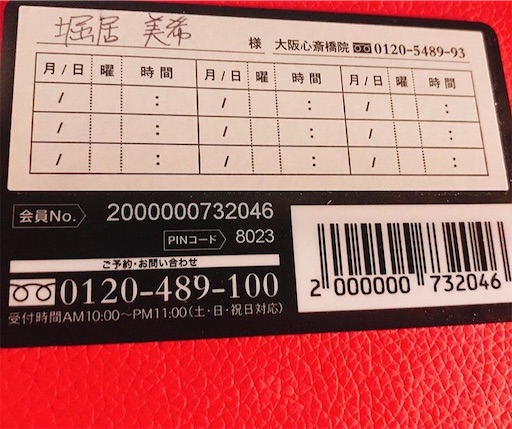 堀居 美希 様 大阪心斎橋院 0120-5489-93
月/日 曜 時間 月/日 曜 時間 月/日 曜 時間
/ : / : / :
/ : / : / :
/ : / : / :
会員No. 2000000732046
PINコード 8023
ご予約・お問い合わせ
0120-489-100
受付時間AM10:00～PM11:00(土・日・祝日対応)
2 000000 732046